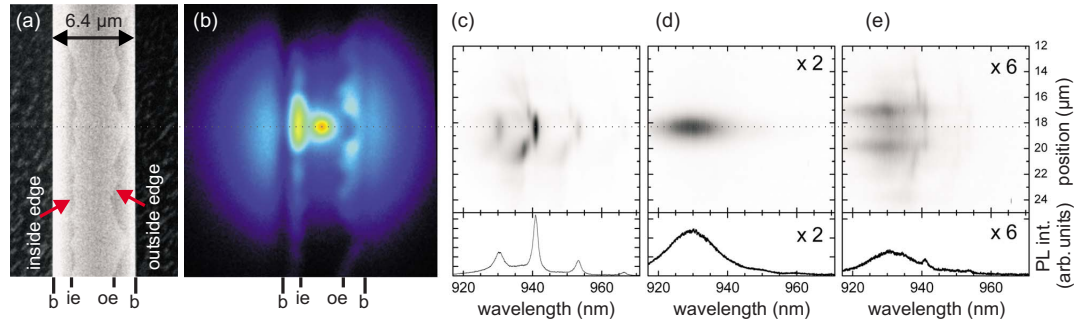 (a)
6.4 µm
inside edge
outside edge
b ie oe b
(b)
b ie oe b
(c)
920 940 960
wavelength (nm)
(d)
x 2
x 2
920 940 960
wavelength (nm)
(e)
x 6
x 6
920 940 960
wavelength (nm)
12
14
16
18
20
22
24
position (µm)
PL int.
(arb. units)